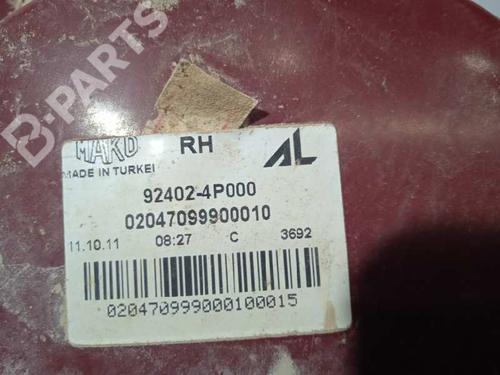 B-PARTS
MAKO RH AL
MADE IN TURKEI
92402-4P000
02047099900010
11.10.11 08:27 C 3692
020470999000100015